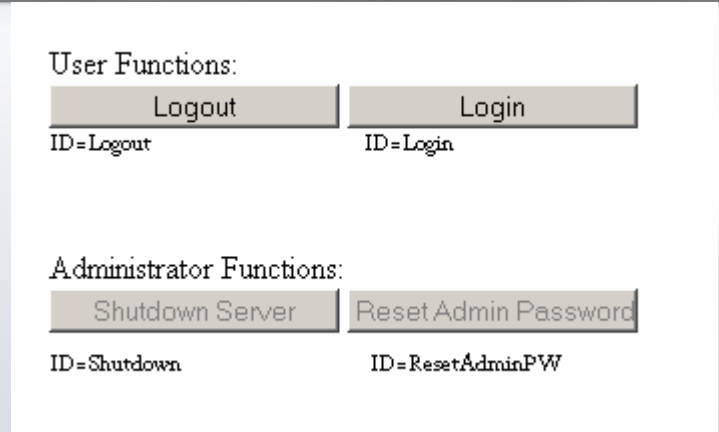 User Functions:
Logout Login
ID=Logout ID=Login
Administrator Functions:
Shutdown Server Reset Admin Password
ID=Shutdown ID=ResetAdminPW